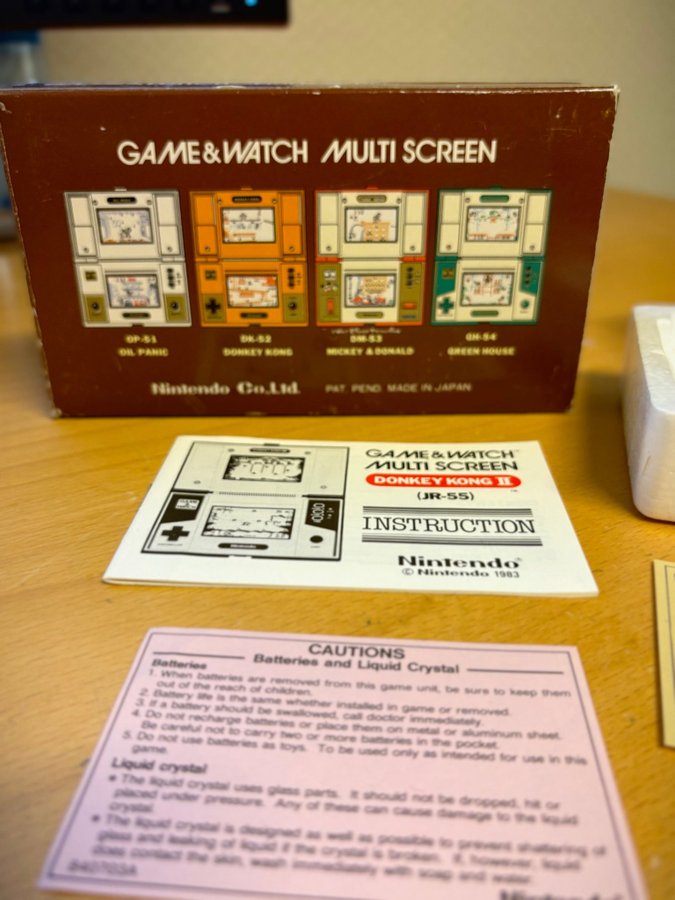 GAME&WATCH MULTI SCREEN
OP-51 DK-52 DM-53 GH-54
OIL PANIC DONKEY KONG MICKEY & DONALD GREEN HOUSE
Nintendo Co.,Ltd. PAT. PEND. MADE IN JAPAN
GAME & WATCH
MULTI SCREEN
DONKEY KONG II
(JR-55)
INSTRUCTION
Nintendo®
© Nintendo 1983
CAUTIONS
Batteries and Liquid Crystal
Batteries
1. When batteries are removed from this game unit, be sure to keep them
out of the reach of children.
2. Battery life is the same whether installed in game or removed.
3. If a battery should be swallowed, call doctor immediately.
4. Do not recharge batteries or place them on metal or aluminum sheet.
Be careful not to carry two or more batteries in the pocket.
5. Do not use batteries as toys. To be used only as intended for use in this
game.
Liquid crystal
• The liquid crystal uses glass parts. It should not be dropped, hit or
placed under pressure. Any of these can cause damage to the liquid
crystal.
• The liquid crystal is designed as well as possible to prevent shattering of
glass and leaking of liquid if the crystal is broken. If, however, liquid
does contact the skin, wash immediately with soap and water.
Nintendo